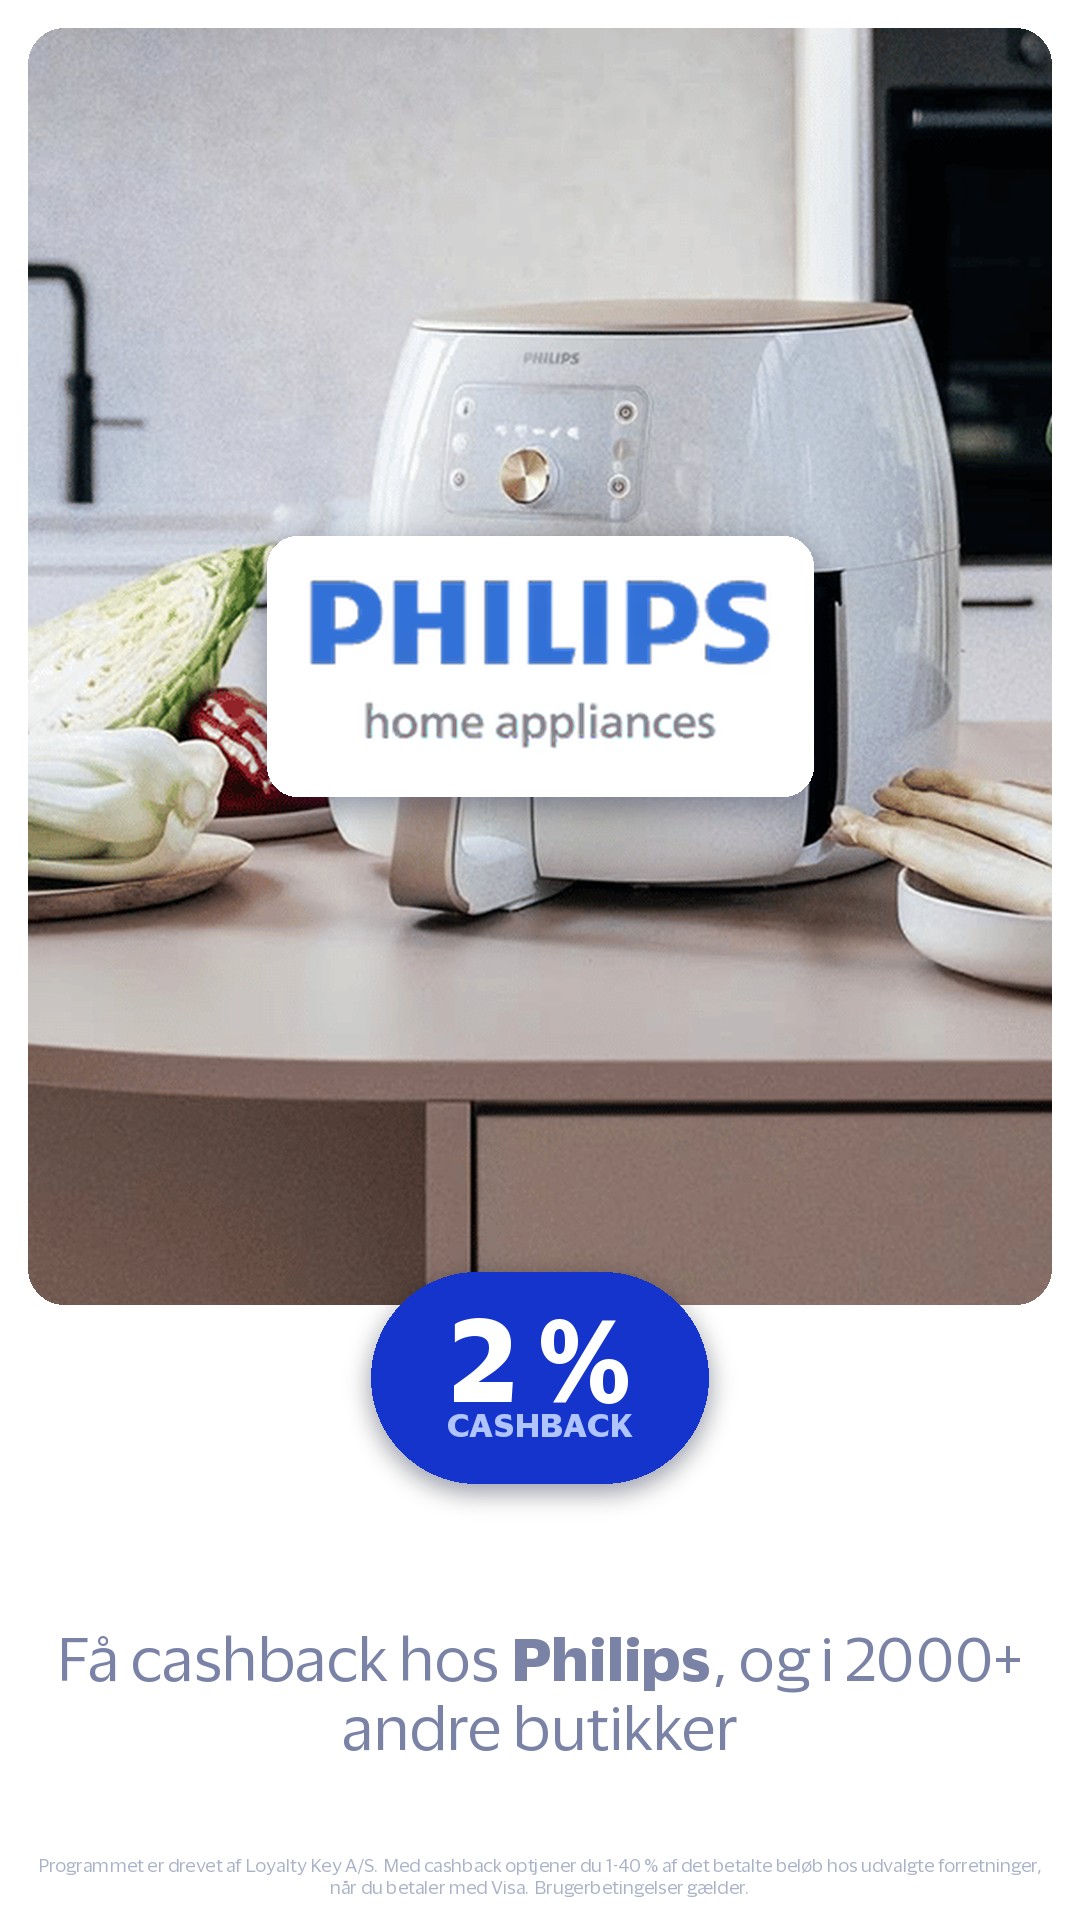 PHILIPS
PHILIPS
home appliances
2 %
CASHBACK
Få cashback hos Philips, og i 2000+
andre butikker
Programmet er drevet af Loyalty Key A/S. Med cashback optjener du 1-40 % af det betalte beløb hos udvalgte forretninger,
når du betaler med Visa. Brugerbetingelser gælder.